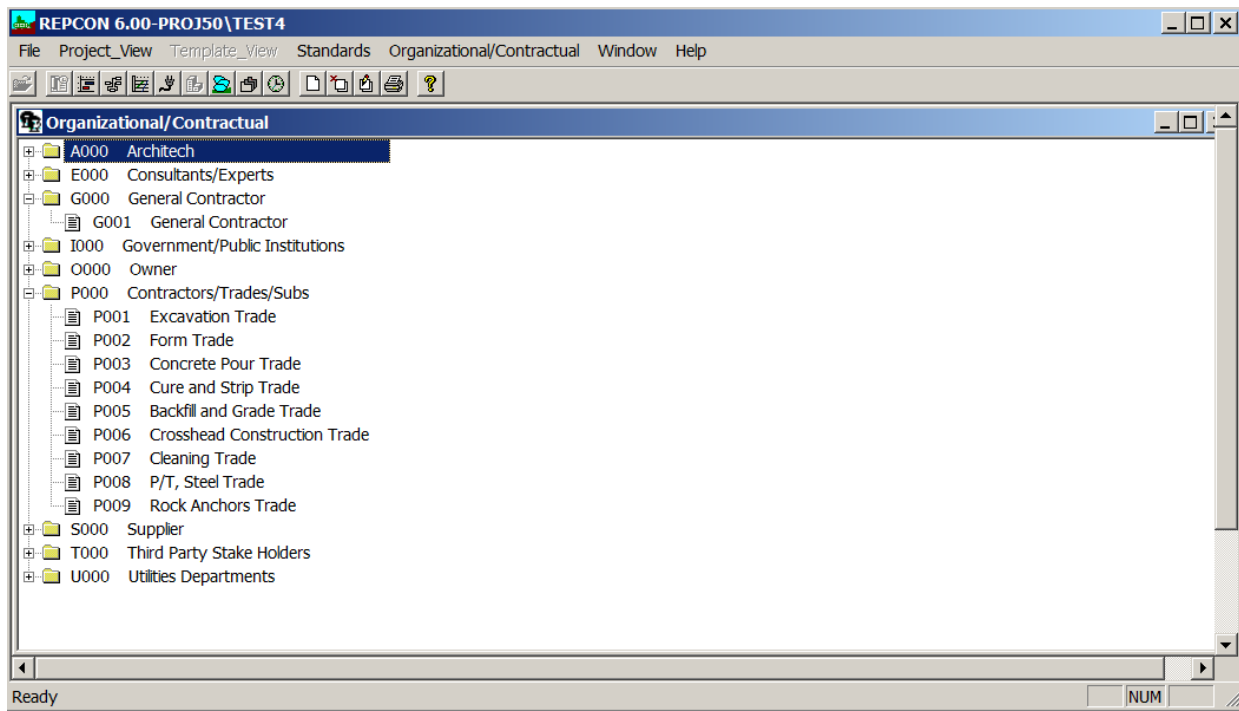 REPCON 6.00-PROJ50\TEST4
File Project_View Template_View Standards Organizational/Contractual Window Help
Organizational/Contractual
A000 Architech
E000 Consultants/Experts
G000 General Contractor
G001 General Contractor
I000 Government/Public Institutions
O000 Owner
P000 Contractors/Trades/Subs
P001 Excavation Trade
P002 Form Trade
P003 Concrete Pour Trade
P004 Cure and Strip Trade
P005 Backfill and Grade Trade
P006 Crosshead Construction Trade
P007 Cleaning Trade
P008 P/T, Steel Trade
P009 Rock Anchors Trade
S000 Supplier
T000 Third Party Stake Holders
U000 Utilities Departments
Ready NUM